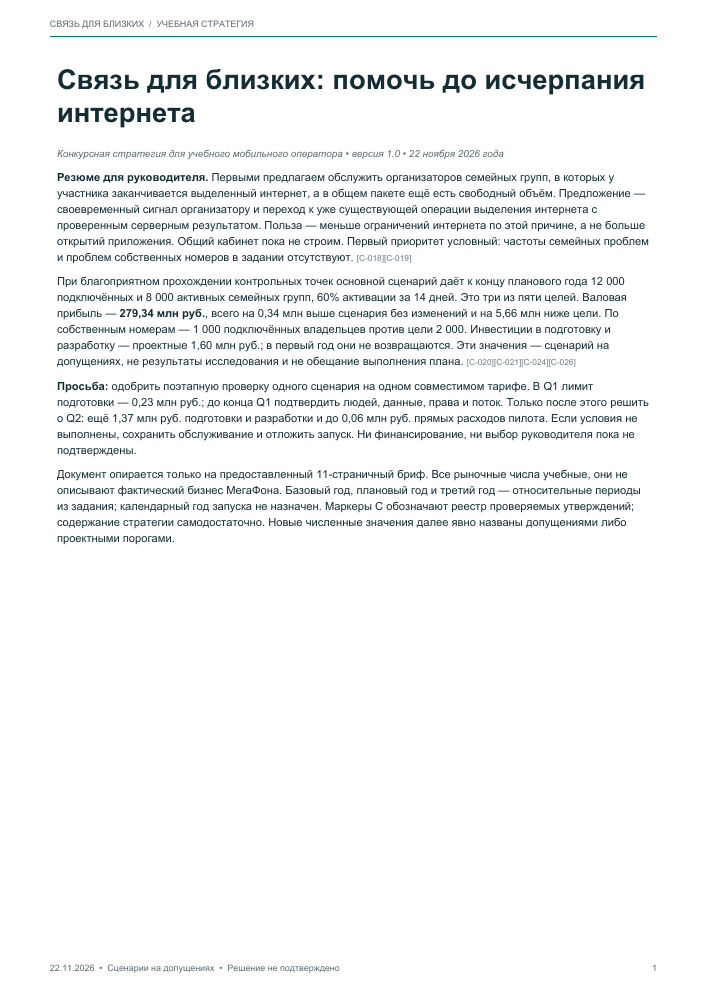 СВЯЗЬ ДЛЯ БЛИЗКИХ / УЧЕБНАЯ СТРАТЕГИЯ
Связь для близких: помочь до исчерпания
интернета
Конкурсная стратегия для учебного мобильного оператора • версия 1.0 • 22 ноября 2026 года
Резюме для руководителя. Первыми предлагаем обслужить организаторов семейных групп, в которых у
участника заканчивается выделенный интернет, а в общем пакете ещё есть свободный объём. Предложение —
своевременный сигнал организатору и переход к уже существующей операции выделения интернета с
проверенным серверным результатом. Польза — меньше ограничений интернета по этой причине, а не больше
открытий приложения. Общий кабинет пока не строим. Первый приоритет условный: частоты семейных проблем
и проблем собственных номеров в задании отсутствуют. [C-018][C-019]
При благоприятном прохождении контрольных точек основной сценарий даёт к концу планового года 12 000
подключённых и 8 000 активных семейных групп, 60% активации за 14 дней. Это три из пяти целей. Валовая
прибыль — 279,34 млн руб., всего на 0,34 млн выше сценария без изменений и на 5,66 млн ниже цели. По
собственным номерам — 1 000 подключённых владельцев против цели 2 000. Инвестиции в подготовку и
разработку — проектные 1,60 млн руб.; в первый год они не возвращаются. Эти значения — сценарий на
допущениях, не результаты исследования и не обещание выполнения плана. [C-020][C-021][C-024][C-026]
Просьба: одобрить поэтапную проверку одного сценария на одном совместимом тарифе. В Q1 лимит
подготовки — 0,23 млн руб.; до конца Q1 подтвердить людей, данные, права и поток. Только после этого решить
о Q2: ещё 1,37 млн руб. подготовки и разработки и до 0,06 млн руб. прямых расходов пилота. Если условия не
выполнены, сохранить обслуживание и отложить запуск. Ни финансирование, ни выбор руководителя пока не
подтверждены.
Документ опирается только на предоставленный 11-страничный бриф. Все рыночные числа учебные, они не
описывают фактический бизнес МегаФона. Базовый год, плановый год и третий год — относительные периоды
из задания; календарный год запуска не назначен. Маркеры C обозначают реестр проверяемых утверждений;
содержание стратегии самодостаточно. Новые численные значения далее явно названы допущениями либо
проектными порогами.
22.11.2026 • Сценарии на допущениях • Решение не подтверждено
1